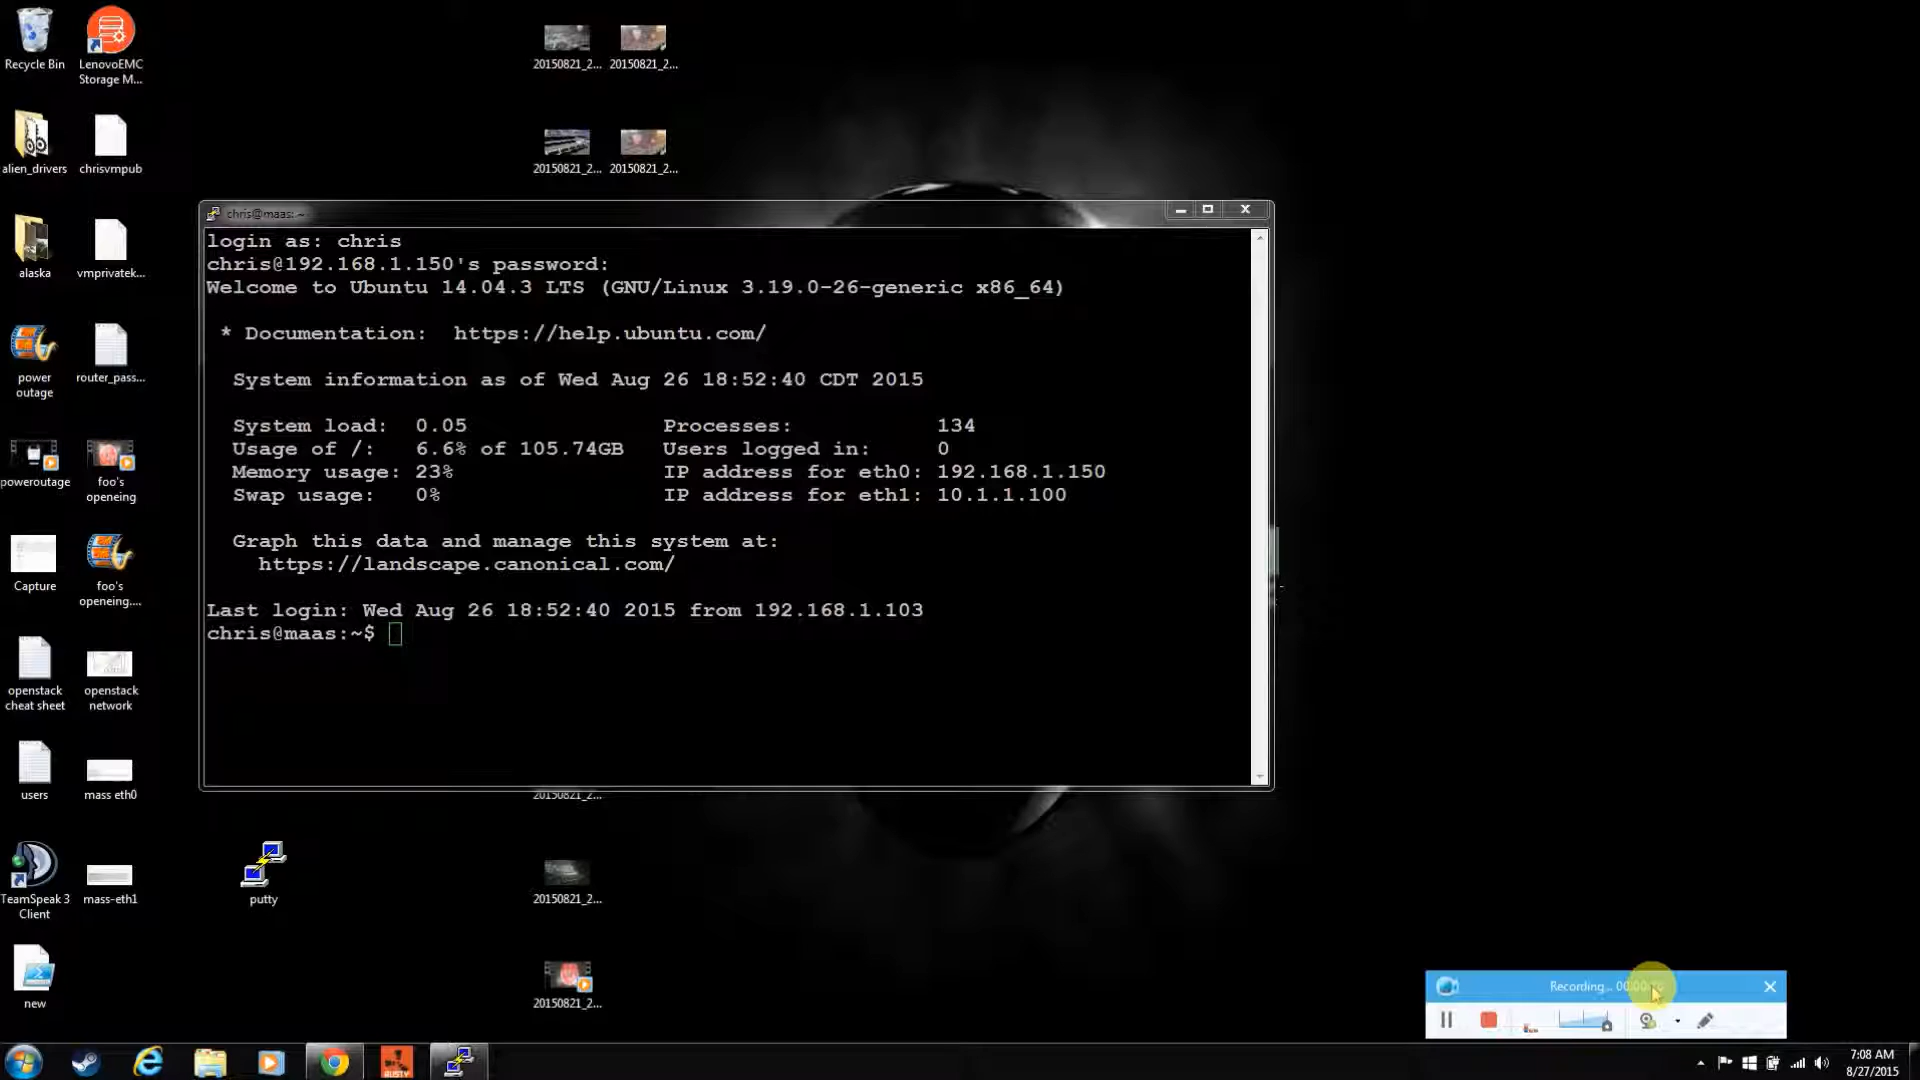 Recycle Bin
LenovoEMC
Storage M...
20150821_2...
20150821_2...
alien_drivers
chrisvmpub
20150821_2...
20150821_2...
alaska
vmprivatek...
power
outage
router_pass...
poweroutage
foo's
openeing
Capture
foo's
openeing....
openstack
cheat sheet
openstack
network
users
mass eth0
TeamSpeak 3
Client
mass-eth1
new
putty
20150821_2...
20150821_2...
20150821_2...
chris@maas: ~
login as: chris
chris@192.168.1.150's password:
Welcome to Ubuntu 14.04.3 LTS (GNU/Linux 3.19.0-26-generic x86_64)
* Documentation:  https://help.ubuntu.com/
System information as of Wed Aug 26 18:52:40 CDT 2015
System load:  0.05 Processes: 134
Usage of /:   6.6% of 105.74GB Users logged in: 0
Memory usage: 23% IP address for eth0: 192.168.1.150
Swap usage:   0% IP address for eth1: 10.1.1.100
Graph this data and manage this system at:
https://landscape.canonical.com/
Last login: Wed Aug 26 18:52:40 2015 from 192.168.1.103
chris@maas:~$
Recording...
7:08 AM
8/27/2015